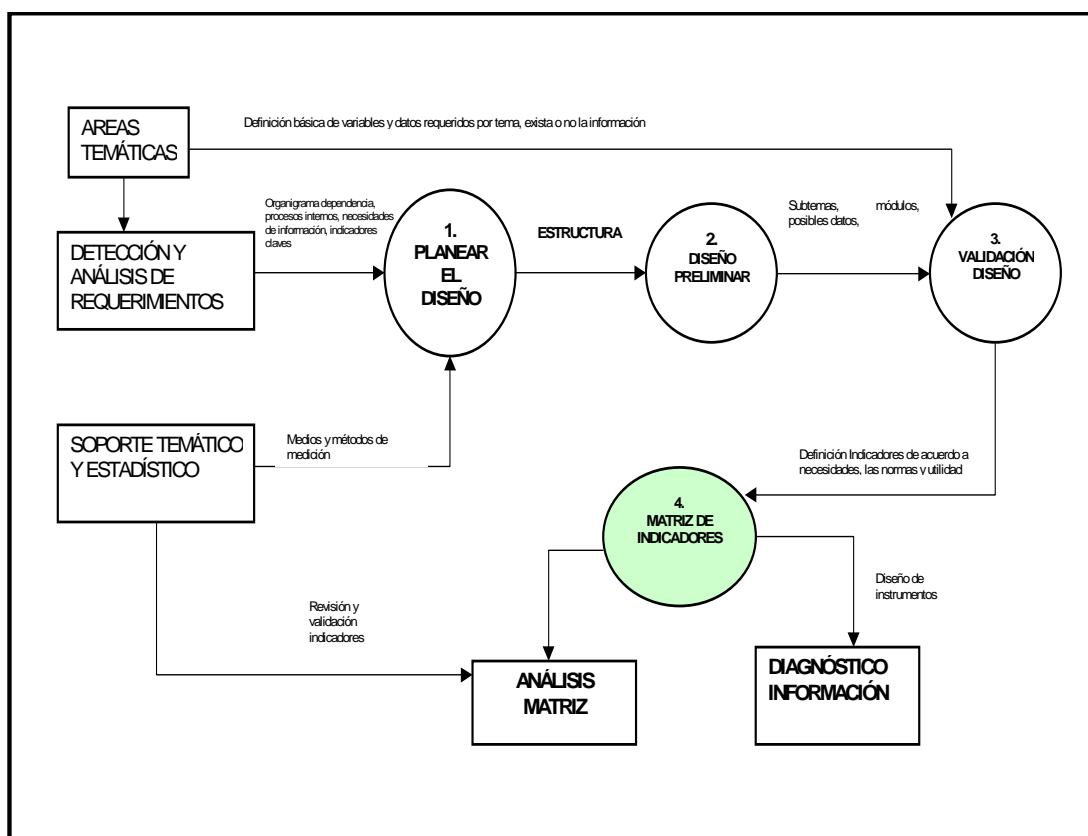 AREAS
TEMÁTICAS
Definición básica de variables y datos requeridos por tema, exista o no la información
Organigrama dependencia,
procesos internos, necesidades
de información, indicadores
claves
DETECCIÓN Y
ANÁLISIS DE
REQUERIMIENTOS
1.
PLANEAR
EL
DISEÑO
ESTRUCTURA
2.
DISEÑO
PRELIMINAR
Subtemas, módulos,
posibles datos,
3.
VALIDACIÓN
DISEÑO
SOPORTE TEMÁTICO
Y ESTADÍSTICO
Medios y métodos de
medición
Definición Indicadores de acuerdo a
necesidades, las normas y utilidad
4.
MATRIZ DE
INDICADORES
Diseño de
instrumentos
Revisión y
validación
indicadores
ANÁLISIS
MATRIZ
DIAGNÓSTICO
INFORMACIÓN